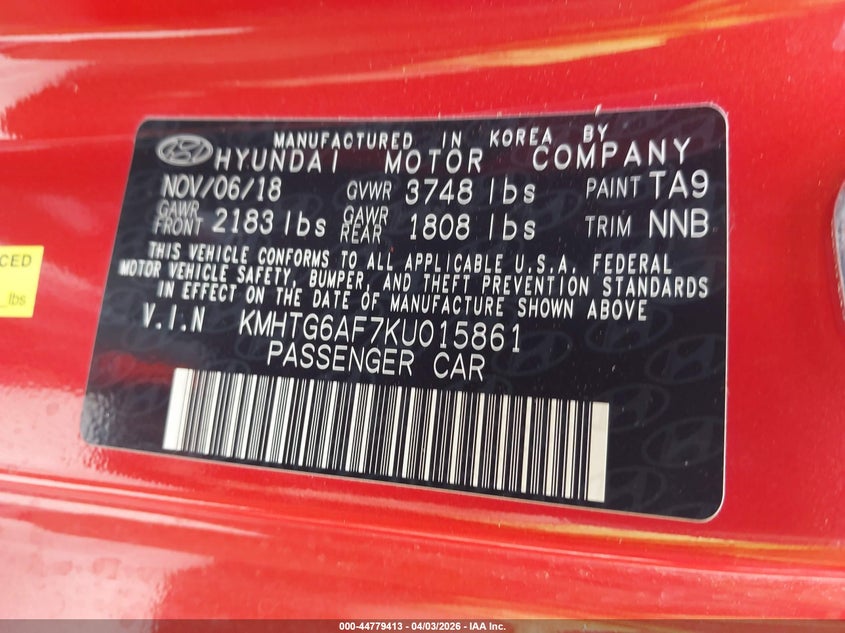 MANUFACTURED IN KOREA BY
HYUNDAI MOTOR COMPANY
NOV/06/18 GVWR 3748 lbs PAINT TA9
GAWR FRONT 2183 lbs GAWR REAR 1808 lbs TRIM NNB
THIS VEHICLE CONFORMS TO ALL APPLICABLE U.S.A. FEDERAL
MOTOR VEHICLE SAFETY, BUMPER, AND THEFT PREVENTION STANDARDS
IN EFFECT ON THE DATE OF MANUFACTURE SHOWN ABOVE
V.I.N KMHTG6AF7KU015861
PASSENGER CAR
CED
lbs
000-44779413 - 04/03/2026 - IAA Inc.